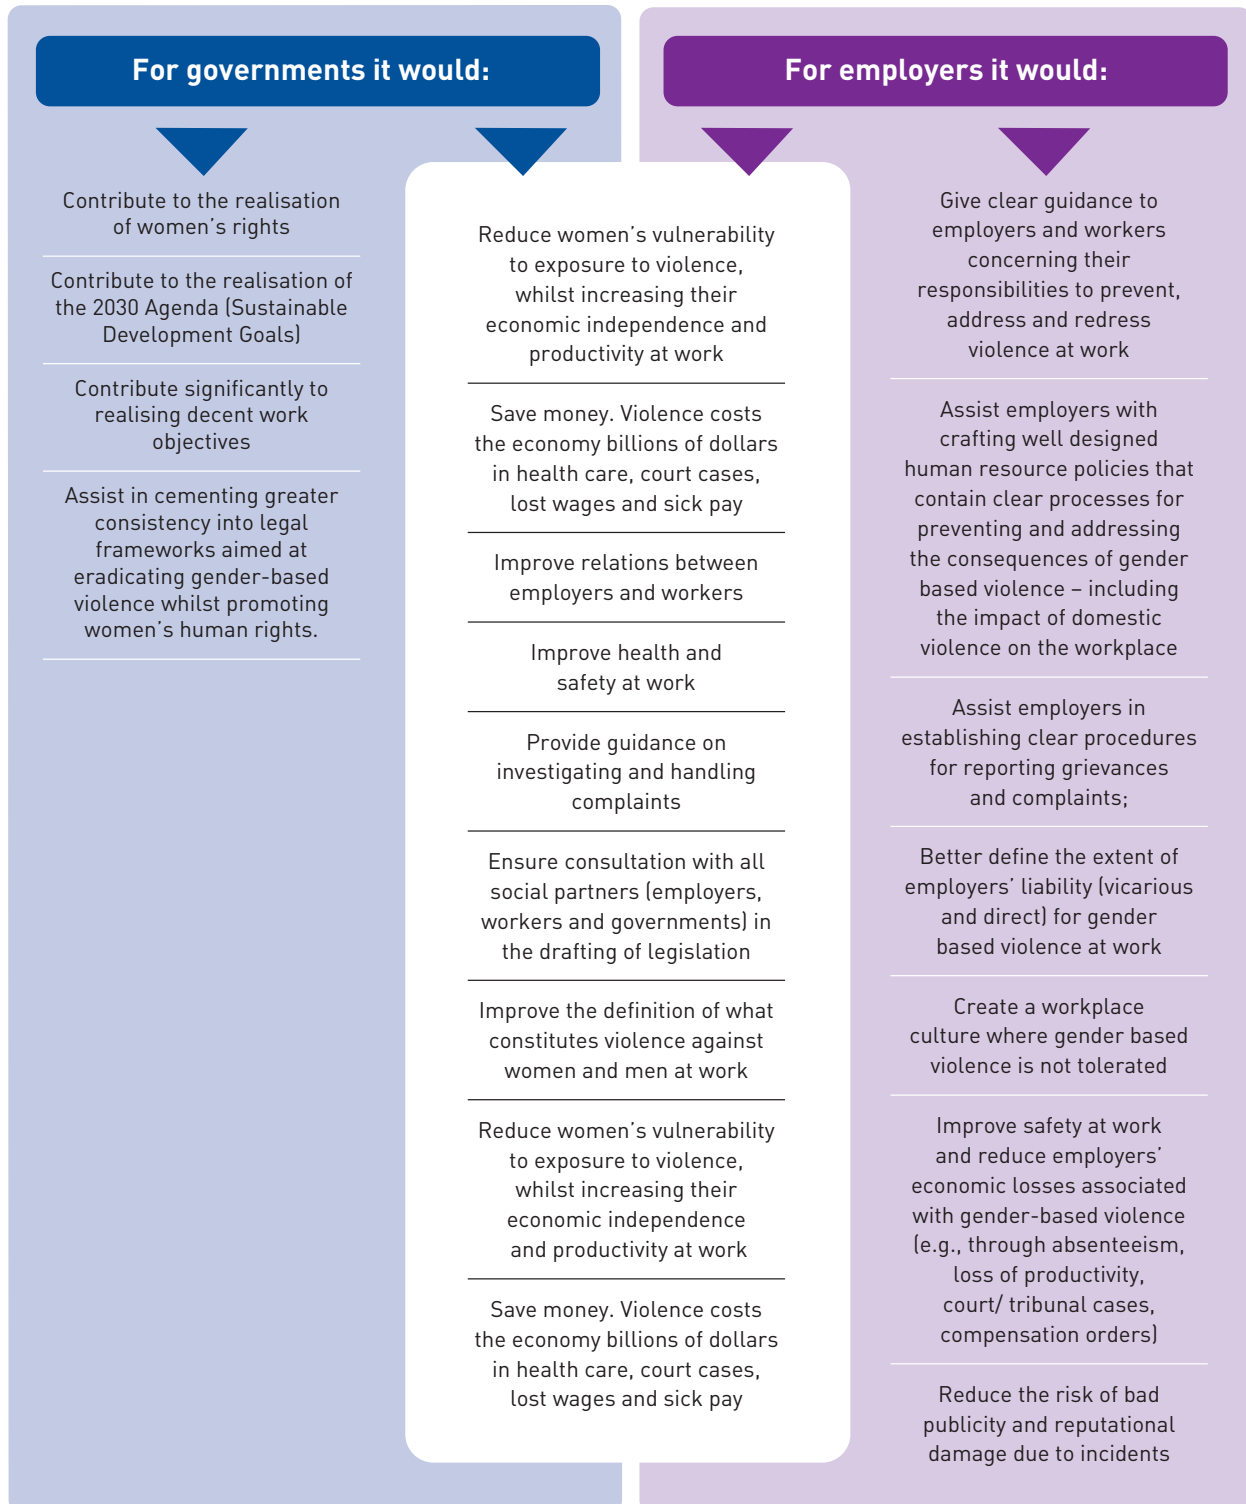 For governments it would:
For employers it would:
Contribute to the realisation
of women's rights
Contribute to the realisation of
the 2030 Agenda (Sustainable
Development Goals)
Contribute significantly to
realising decent work
objectives
Assist in cementing greater
consistency into legal
frameworks aimed at
eradicating gender-based
violence whilst promoting
women's human rights.
Reduce women's vulnerability
to exposure to violence,
whilst increasing their
economic independence and
productivity at work
Save money. Violence costs
the economy billions of dollars
in health care, court cases,
lost wages and sick pay
Improve relations between
employers and workers
Improve health and
safety at work
Provide guidance on
investigating and handling
complaints
Ensure consultation with all
social partners (employers,
workers and governments) in
the drafting of legislation
Improve the definition of what
constitutes violence against
women and men at work
Reduce women's vulnerability
to exposure to violence,
whilst increasing their
economic independence
and productivity at work
Save money. Violence costs
the economy billions of dollars
in health care, court cases,
lost wages and sick pay
Give clear guidance to
employers and workers
concerning their
responsibilities to prevent,
address and redress
violence at work
Assist employers with
crafting well designed
human resource policies that
contain clear processes for
preventing and addressing
the consequences of gender
based violence – including
the impact of domestic
violence on the workplace
Assist employers in
establishing clear procedures
for reporting grievances
and complaints;
Better define the extent of
employers' liability (vicarious
and direct) for gender
based violence at work
Create a workplace
culture where gender based
violence is not tolerated
Improve safety at work
and reduce employers'
economic losses associated
with gender-based violence
(e.g., through absenteeism,
loss of productivity,
court/ tribunal cases,
compensation orders)
Reduce the risk of bad
publicity and reputational
damage due to incidents